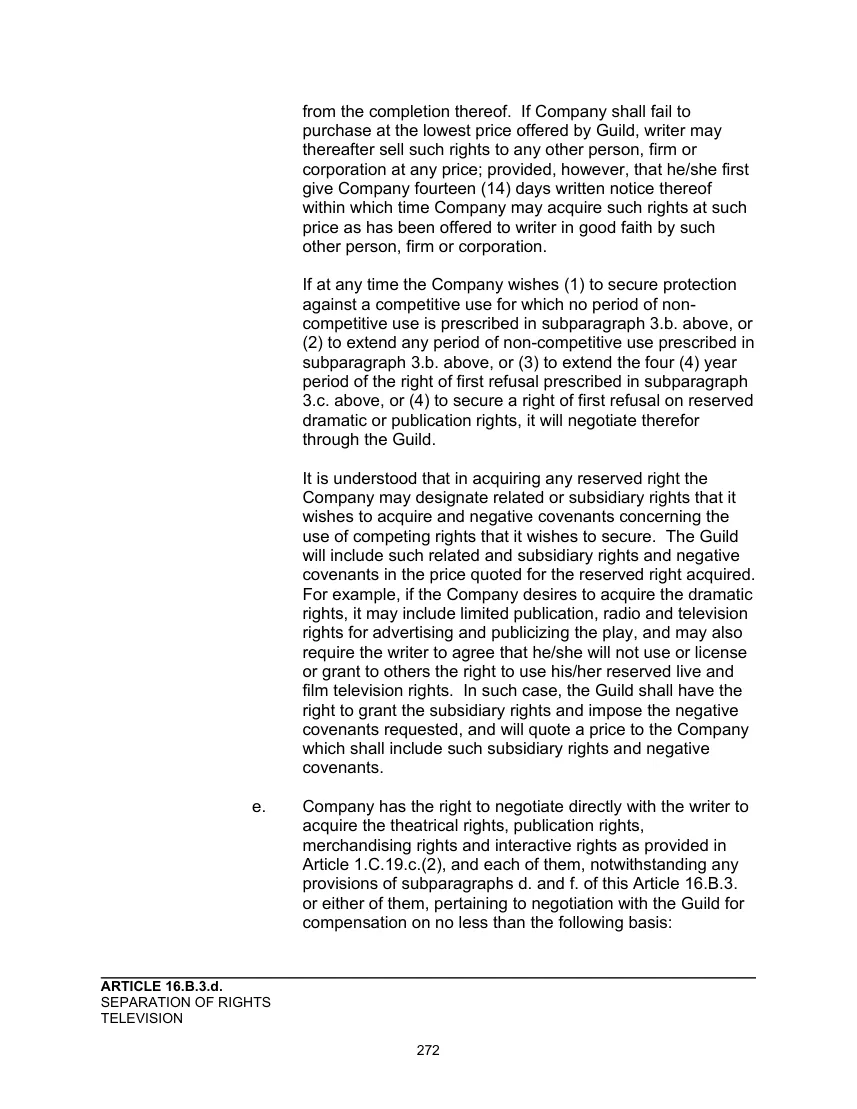 from the completion thereof.  If Company shall fail to
purchase at the lowest price offered by Guild, writer may
thereafter sell such rights to any other person, firm or
corporation at any price; provided, however, that he/she first
give Company fourteen (14) days written notice thereof
within which time Company may acquire such rights at such
price as has been offered to writer in good faith by such
other person, firm or corporation.
If at any time the Company wishes (1) to secure protection
against a competitive use for which no period of non-
competitive use is prescribed in subparagraph 3.b. above, or
(2) to extend any period of non-competitive use prescribed in
subparagraph 3.b. above, or (3) to extend the four (4) year
period of the right of first refusal prescribed in subparagraph
3.c. above, or (4) to secure a right of first refusal on reserved
dramatic or publication rights, it will negotiate therefor
through the Guild.
It is understood that in acquiring any reserved right the
Company may designate related or subsidiary rights that it
wishes to acquire and negative covenants concerning the
use of competing rights that it wishes to secure.  The Guild
will include such related and subsidiary rights and negative
covenants in the price quoted for the reserved right acquired.
For example, if the Company desires to acquire the dramatic
rights, it may include limited publication, radio and television
rights for advertising and publicizing the play, and may also
require the writer to agree that he/she will not use or license
or grant to others the right to use his/her reserved live and
film television rights.  In such case, the Guild shall have the
right to grant the subsidiary rights and impose the negative
covenants requested, and will quote a price to the Company
which shall include such subsidiary rights and negative
covenants.
e. Company has the right to negotiate directly with the writer to
acquire the theatrical rights, publication rights,
merchandising rights and interactive rights as provided in
Article 1.C.19.c.(2), and each of them, notwithstanding any
provisions of subparagraphs d. and f. of this Article 16.B.3.
or either of them, pertaining to negotiation with the Guild for
compensation on no less than the following basis:
ARTICLE 16.B.3.d.
SEPARATION OF RIGHTS
TELEVISION
272